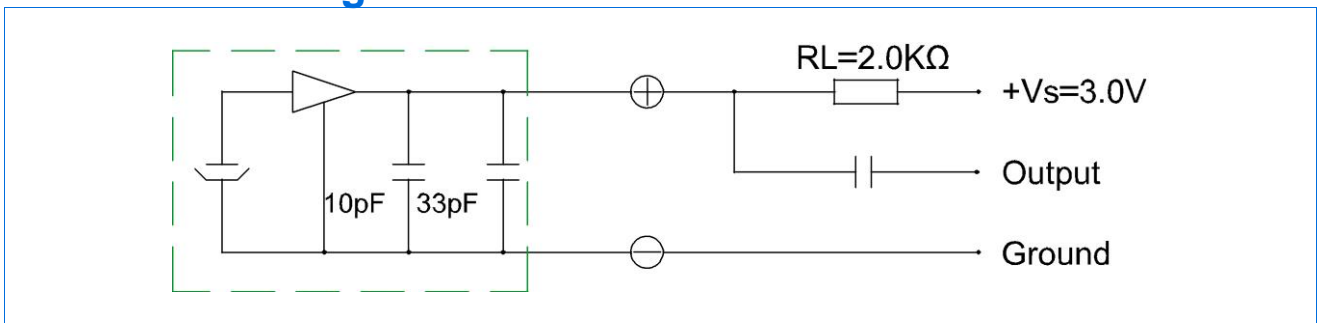 RL=2.0KΩ
+Vs=3.0V
10pF 33pF
Output
Ground